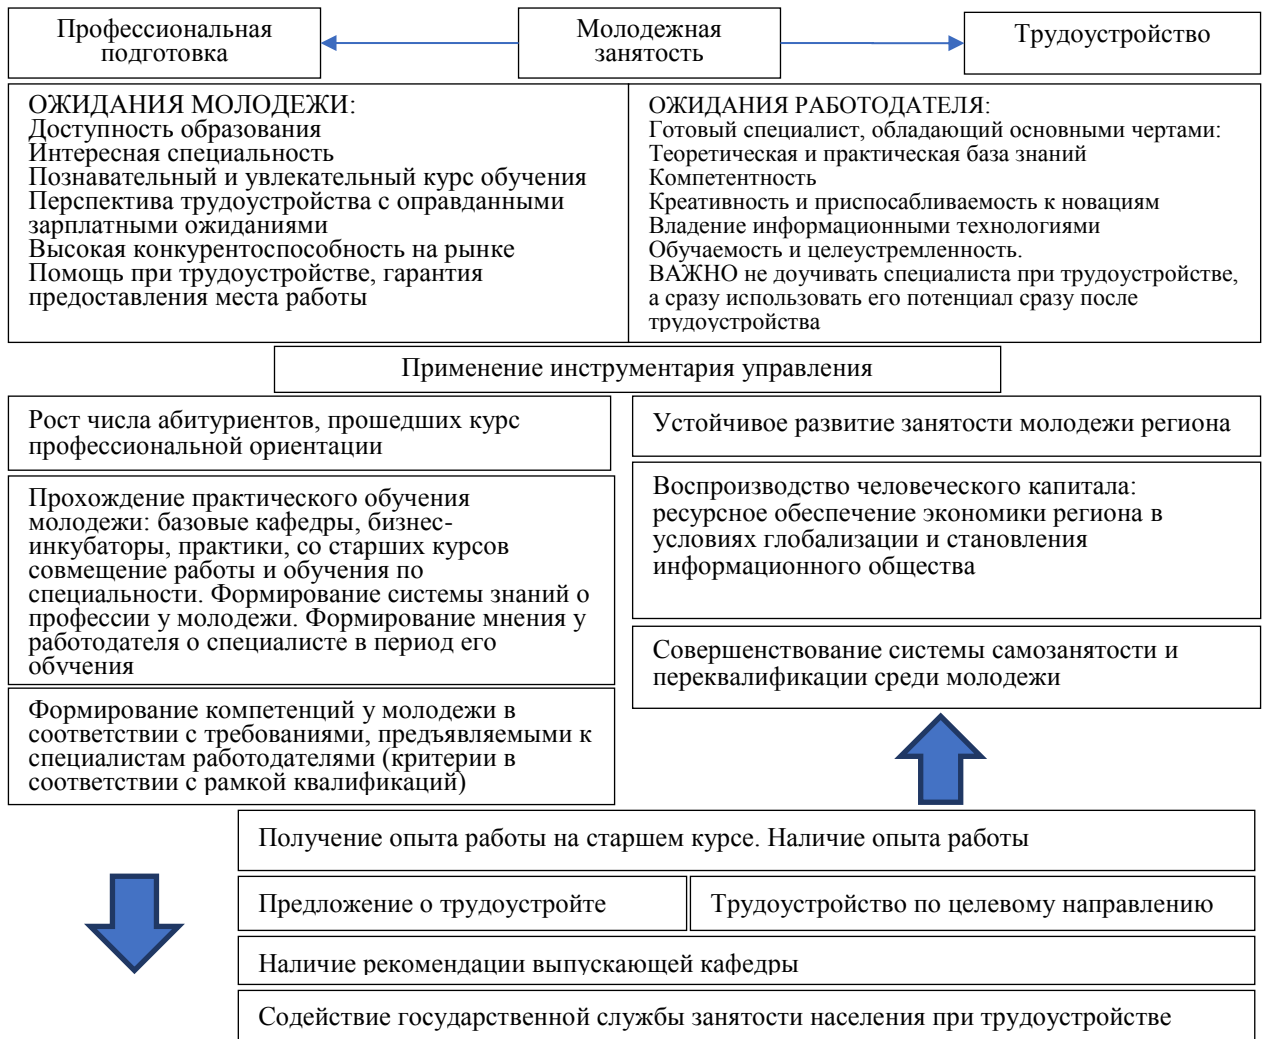 Профессиональная
подготовка
Молодежная
занятость
Трудоустройство
ОЖИДАНИЯ МОЛОДЕЖИ:
Доступность образования
Интересная специальность
Познавательный и увлекательный курс обучения
Перспектива трудоустройства с оправданными
зарплатными ожиданиями
Высокая конкурентоспособность на рынке
Помощь при трудоустройстве, гарантия
предоставления места работы
ОЖИДАНИЯ РАБОТОДАТЕЛЯ:
Готовый специалист, обладающий основными чертами:
Теоретическая и практическая база знаний
Компетентность
Креативность и приспосабливаемость к новациям
Владение информационными технологиями
Обучаемость и целеустремленность.
ВАЖНО не доучивать специалиста при трудоустройстве,
а сразу использовать его потенциал сразу после
трудоустройства
Применение инструментария управления
Рост числа абитуриентов, прошедших курс
профессиональной ориентации
Прохождение практического обучения
молодежи: базовые кафедры, бизнес-
инкубаторы, практики, со старших курсов
совмещение работы и обучения по
специальности. Формирование системы знаний о
профессии у молодежи. Формирование мнения у
работодателя о специалисте в период его
обучения
Формирование компетенций у молодежи в
соответствии с требованиями, предъявляемыми к
специалистам работодателями (критерии в
соответствии с рамкой квалификаций)
Устойчивое развитие занятости молодежи региона
Воспроизводство человеческого капитала:
ресурсное обеспечение экономики региона в
условиях глобализации и становления
информационного общества
Совершенствование системы самозанятости и
переквалификации среди молодежи
Получение опыта работы на старшем курсе. Наличие опыта работы
Предложение о трудоустройте
Трудоустройство по целевому направлению
Наличие рекомендации выпускающей кафедры
Содействие государственной службы занятости населения при трудоустройстве